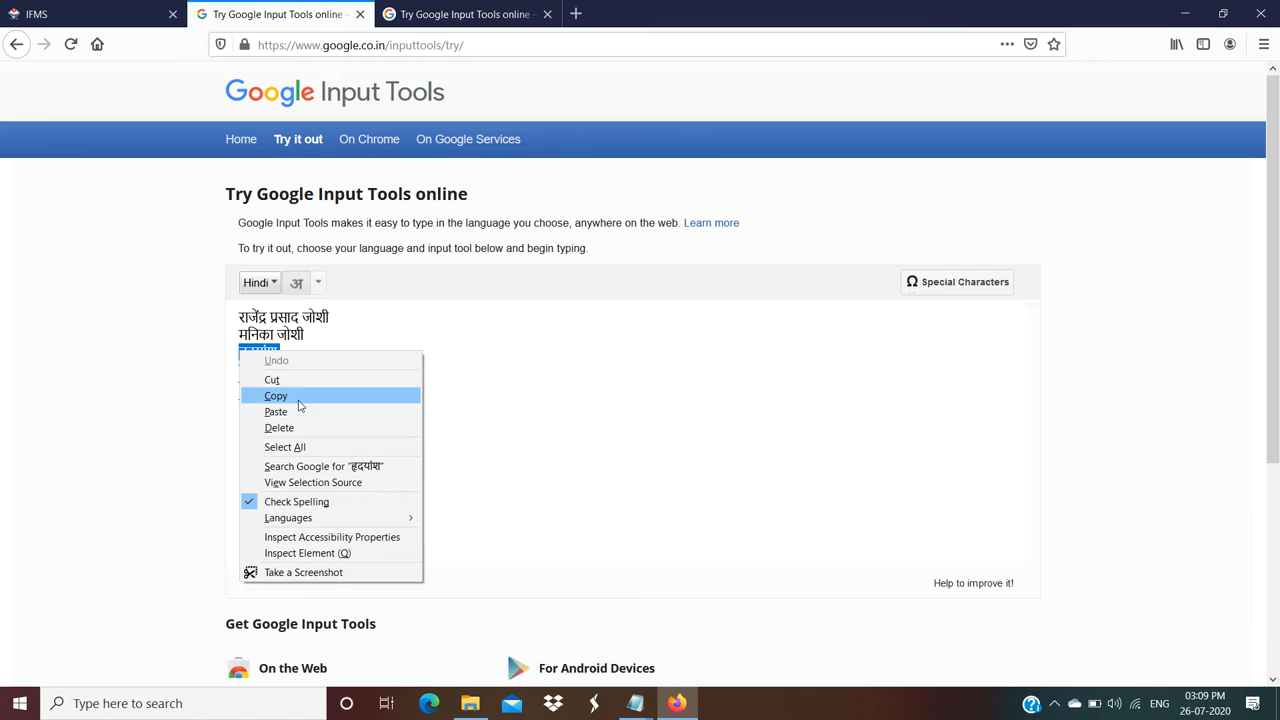 IFMS
Try Google Input Tools online –
Try Google Input Tools online –
https://www.google.co.in/inputtools/try/
Google Input Tools
Home Try it out On Chrome On Google Services
Try Google Input Tools online
Google Input Tools makes it easy to type in the language you choose, anywhere on the web. Learn more
To try it out, choose your language and input tool below and begin typing.
Hindi अ Ω Special Characters
राजेंद्र प्रसाद जोशी
मनिका जोशी
Undo
Cut
Copy
Paste
Delete
Select All
Search Google for "हृदयांश"
View Selection Source
Check Spelling
Languages
Inspect Accessibility Properties
Inspect Element (Q)
Take a Screenshot
Help to improve it!
Get Google Input Tools
On the Web For Android Devices
Type here to search
ENG
03:09 PM
26-07-2020